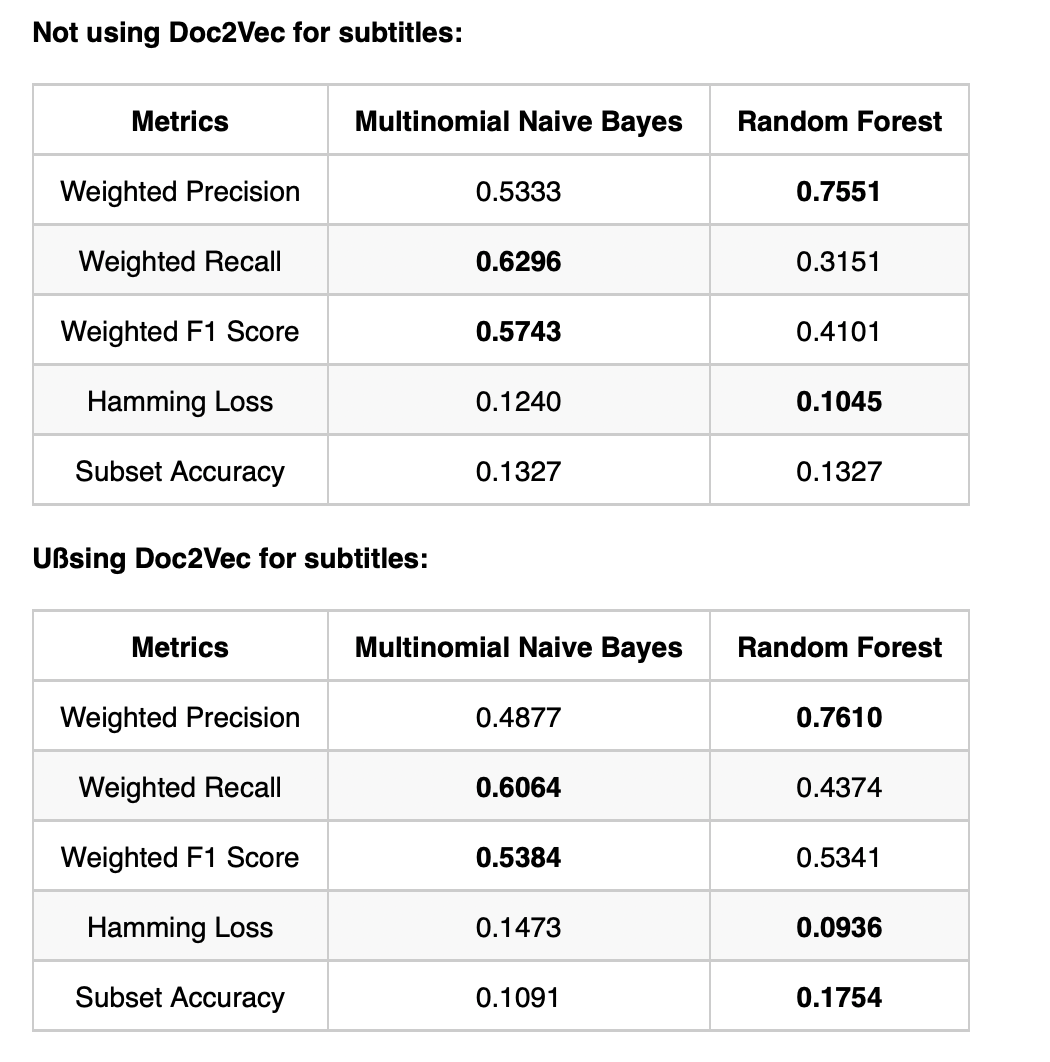 Not using Doc2Vec for subtitles:
Metrics Multinomial Naive Bayes Random Forest
Weighted Precision 0.5333 0.7551
Weighted Recall 0.6296 0.3151
Weighted F1 Score 0.5743 0.4101
Hamming Loss 0.1240 0.1045
Subset Accuracy 0.1327 0.1327
Ußsing Doc2Vec for subtitles:
Metrics Multinomial Naive Bayes Random Forest
Weighted Precision 0.4877 0.7610
Weighted Recall 0.6064 0.4374
Weighted F1 Score 0.5384 0.5341
Hamming Loss 0.1473 0.0936
Subset Accuracy 0.1091 0.1754